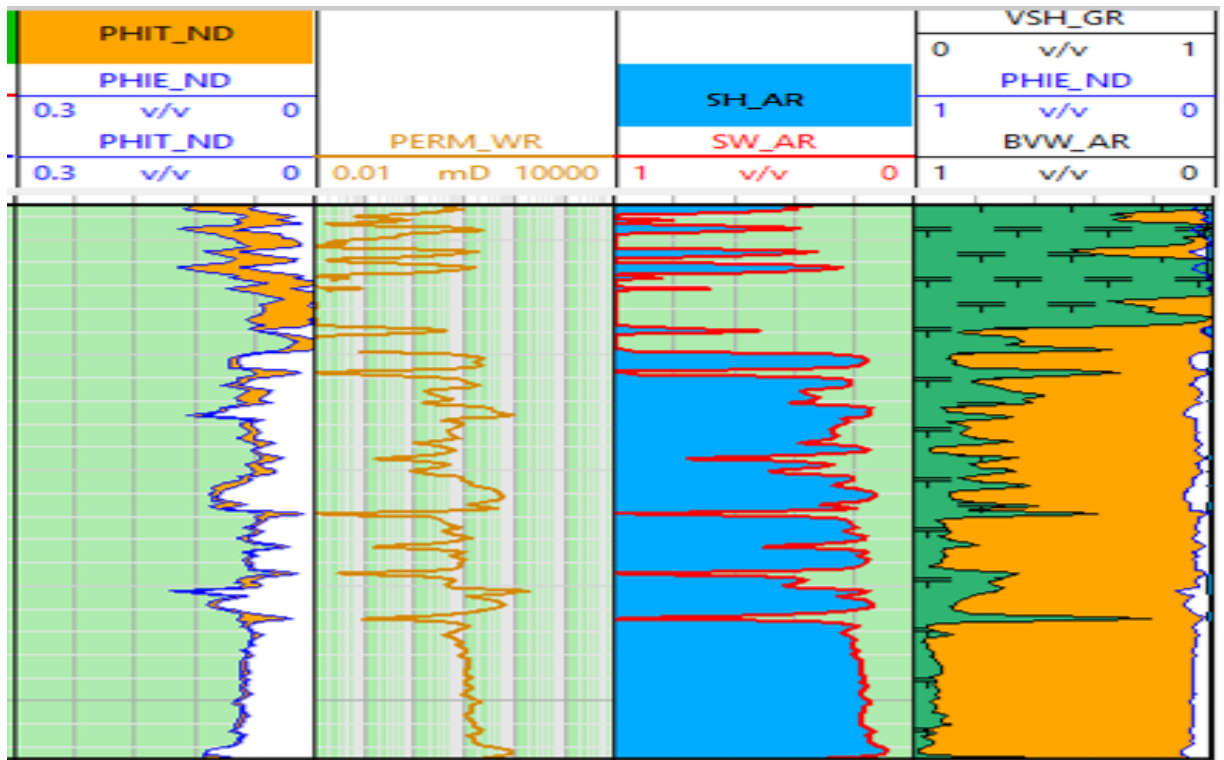 PHIT_ND
PHIE_ND
0.3 v/v 0
PHIT_ND
0.3 v/v 0
PERM_WR
0.01 mD 10000
SH_AR
SW_AR
1 v/v 0
VSH_GR
0 v/v 1
PHIE_ND
1 v/v 0
BVW_AR
1 v/v 0